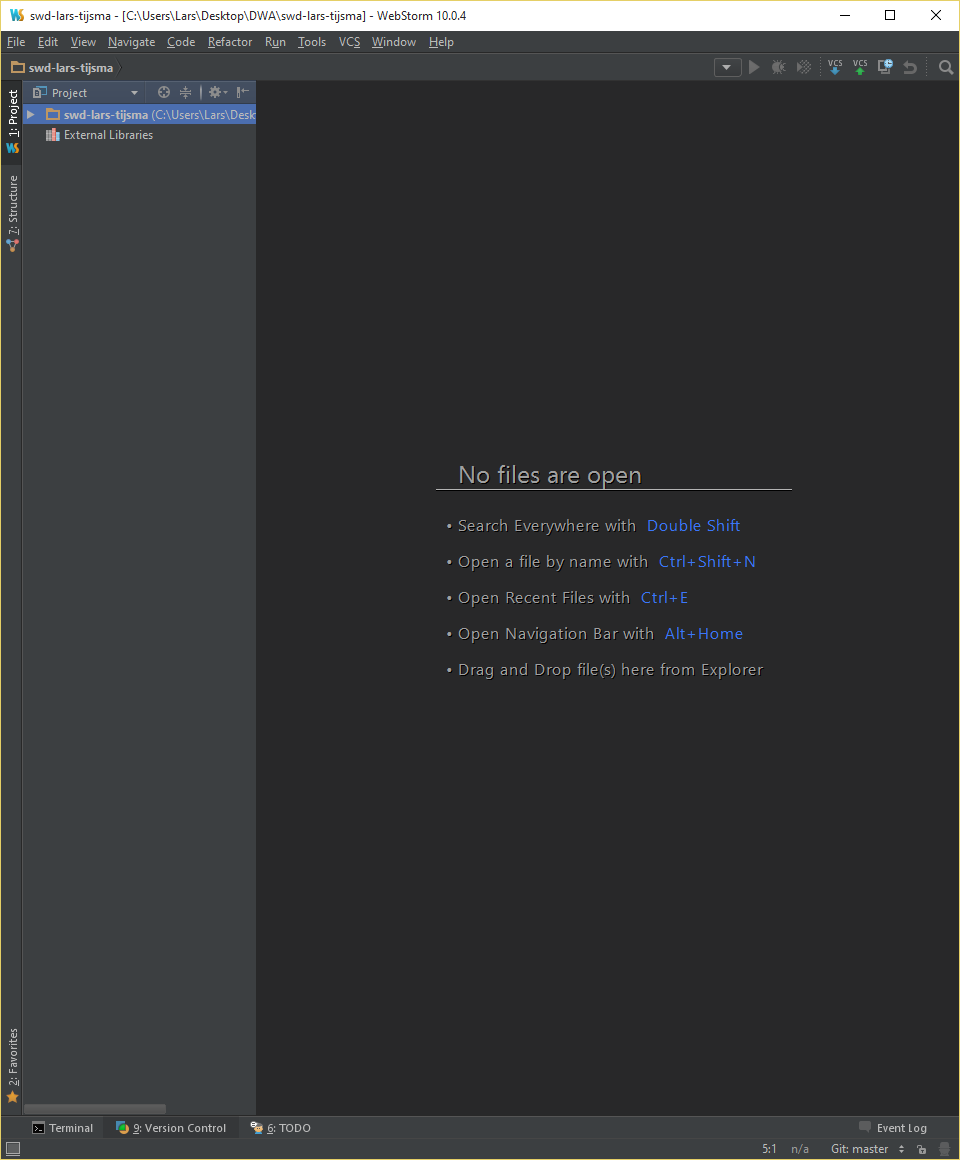 WS swd-lars-tijsma - [C:\Users\Lars\Desktop\DWA\swd-lars-tijsma] - WebStorm 10.0.4
File Edit View Navigate Code Refactor Run Tools VCS Window Help
swd-lars-tijsma VCS VCS
1: Project
WS
7: Structure
2: Favorites
Project
swd-lars-tijsma (C:\Users\Lars\Desk
External Libraries
No files are open
• Search Everywhere with Double Shift
• Open a file by name with Ctrl+Shift+N
• Open Recent Files with Ctrl+E
• Open Navigation Bar with Alt+Home
• Drag and Drop file(s) here from Explorer
Terminal 9: Version Control 6: TODO Event Log
5:1 n/a Git: master